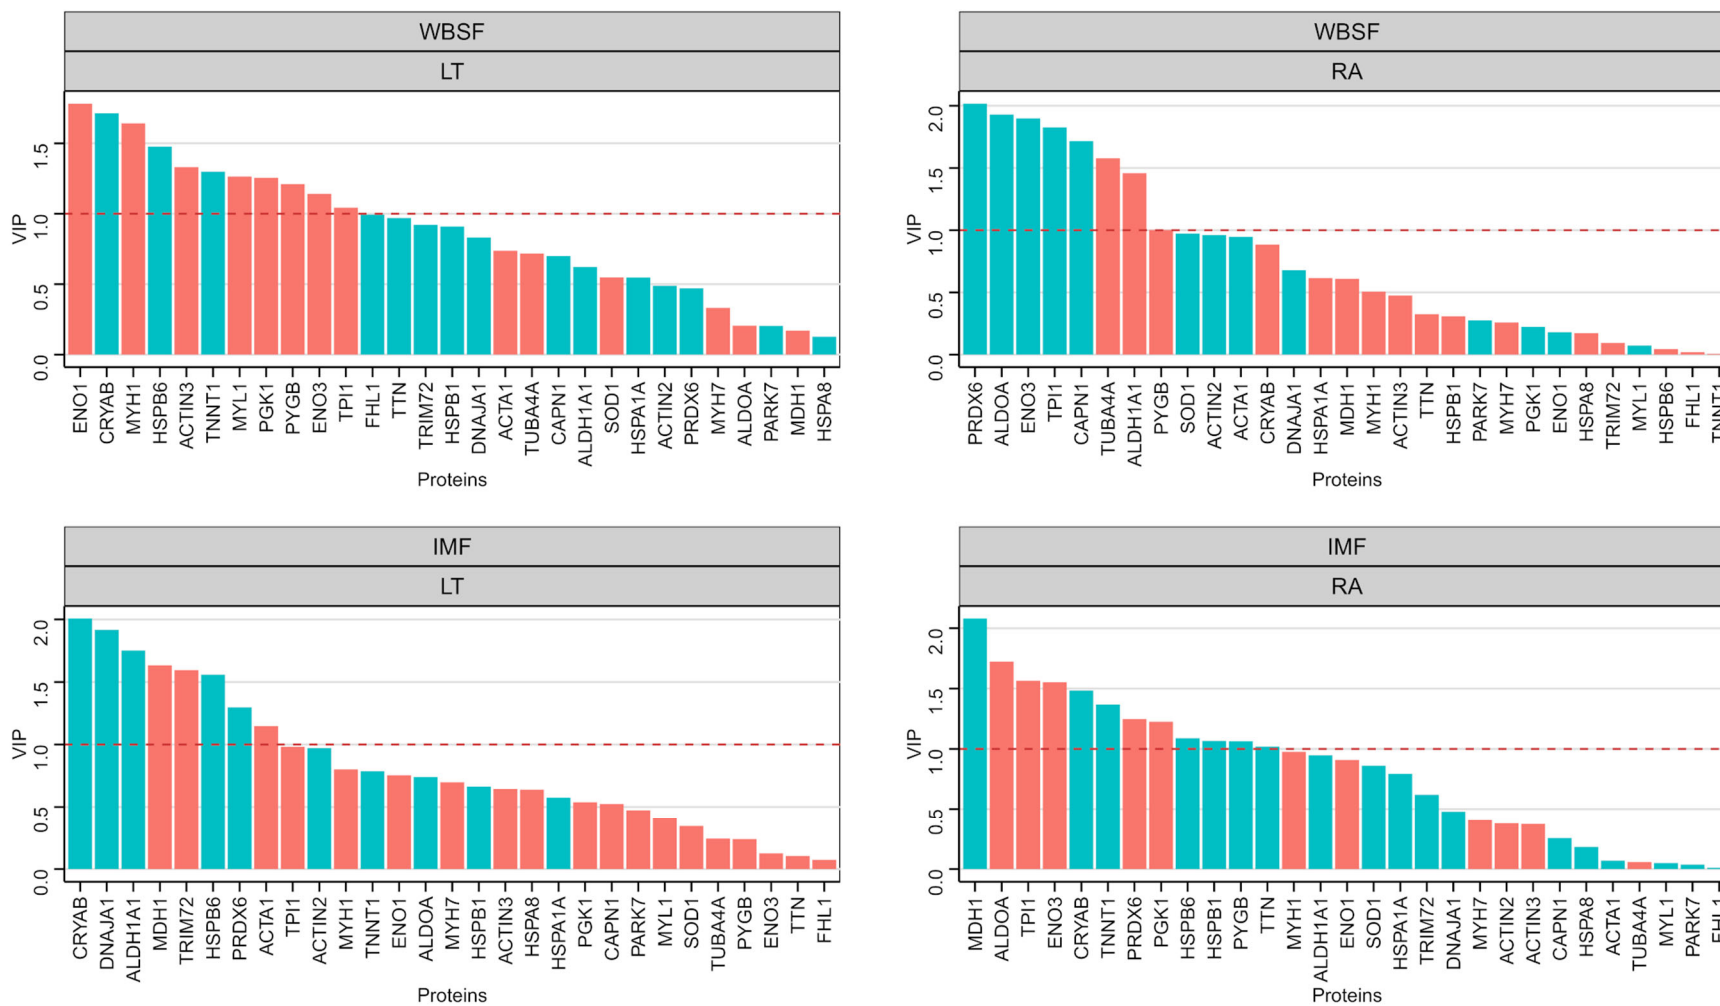 WBSF
LT
VIP
0.0
0.5
1.0
1.5
ENO1
CRYAB
MYH1
HSPB6
ACTIN3
TNNT1
MYL1
PGK1
PYGB
ENO3
TPI1
FHL1
TTN
TRIM72
HSPB1
DNAJA1
ACTA1
TUBA4A
CAPN1
ALDH1A1
SOD1
HSPA1A
ACTIN2
PRDX6
MYH7
ALDOA
PARK7
MDH1
HSPA8
Proteins
WBSF
RA
VIP
0.0
0.5
1.0
1.5
2.0
PRDX6
ALDOA
ENO3
TPI1
CAPN1
TUBA4A
ALDH1A1
PYGB
SOD1
ACTIN2
ACTA1
CRYAB
DNAJA1
HSPA1A
MDH1
MYH1
ACTIN3
TTN
HSPB1
PARK7
MYH7
PGK1
ENO1
HSPA8
TRIM72
MYL1
HSPB6
FHL1
TNNT1
Proteins
IMF
LT
VIP
0.0
0.5
1.0
1.5
2.0
CRYAB
DNAJA1
ALDH1A1
MDH1
TRIM72
HSPB6
PRDX6
ACTA1
TPI1
ACTIN2
MYH1
TNNT1
ENO1
ALDOA
MYH7
HSPB1
ACTIN3
HSPA8
HSPA1A
PGK1
CAPN1
PARK7
MYL1
SOD1
TUBA4A
PYGB
ENO3
TTN
FHL1
Proteins
IMF
RA
VIP
0.0
0.5
1.0
1.5
2.0
MDH1
ALDOA
TPI1
ENO3
CRYAB
TNNT1
PRDX6
PGK1
HSPB6
HSPB1
PYGB
TTN
MYH1
ALDH1A1
ENO1
SOD1
HSPA1A
TRIM72
DNAJA1
MYH7
ACTIN2
ACTIN3
CAPN1
HSPA8
ACTA1
TUBA4A
MYL1
PARK7
FHL1
Proteins